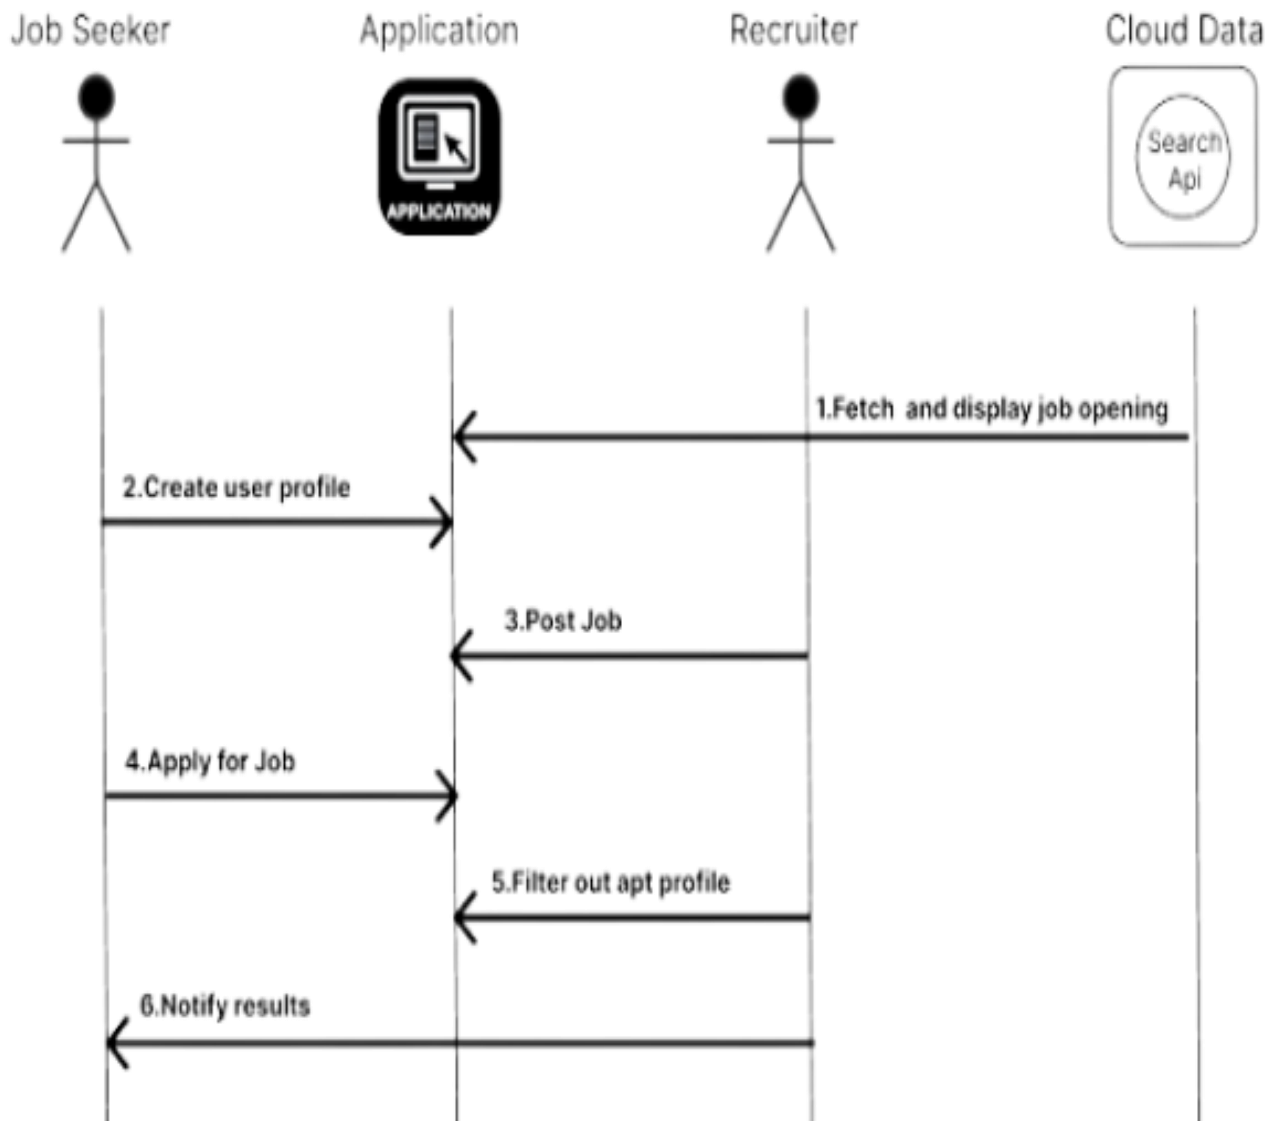 Job Seeker
Application
Recruiter
Cloud Data
APPLICATION
Search
Api
1.Fetch and display job opening
2.Create user profile
3.Post Job
4.Apply for Job
5.Filter out apt profile
6.Notify results